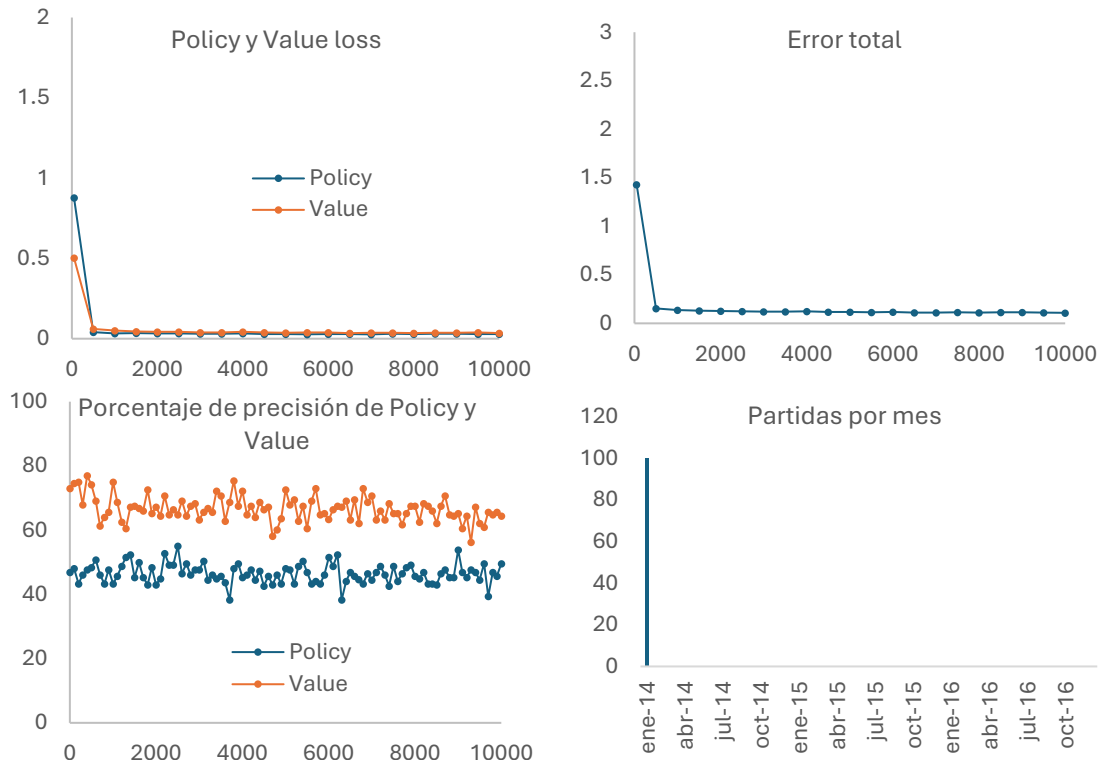 Policy y Value loss
2
1.5
1
0.5
0
Policy
Value
0 2000 4000 6000 8000 10000
Error total
3
2.5
2
1.5
1
0.5
0
0 2000 4000 6000 8000 10000
Porcentaje de precisión de Policy y
Value
100
80
60
40
20
0
Policy
Value
0 2000 4000 6000 8000 10000
Partidas por mes
120
100
80
60
40
20
0
ene-14 abr-14 jul-14 oct-14 ene-15 abr-15 jul-15 oct-15 ene-16 abr-16 jul-16 oct-16